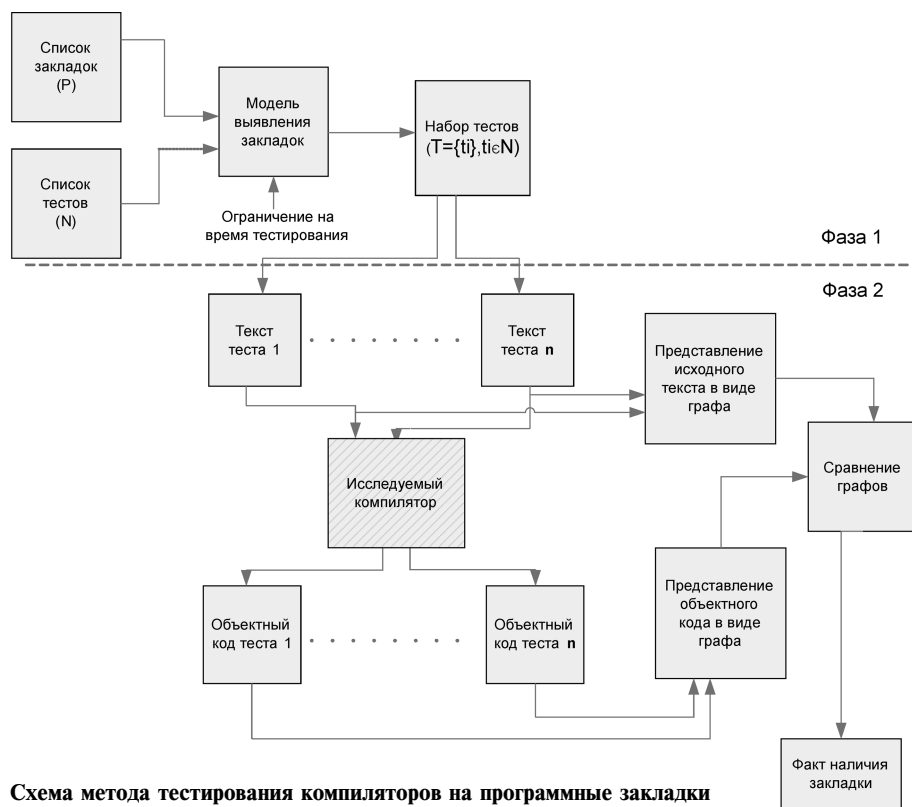 Список
закладок
(P)
Модель
выявления
закладок
Набор тестов
(T={ti},tiєN)
Список
тестов
(N)
Ограничение на
время тестирования
Фаза 1
Фаза 2
Текст
теста 1
Текст
теста n
Представление
исходного
текста в виде
графа
Исследуемый
компилятор
Сравнение
графов
Объектный
код теста 1
Объектный
код теста n
Представление
объектного
кода в виде
графа
Факт наличия
закладки
Схема метода тестирования компиляторов на программные закладки